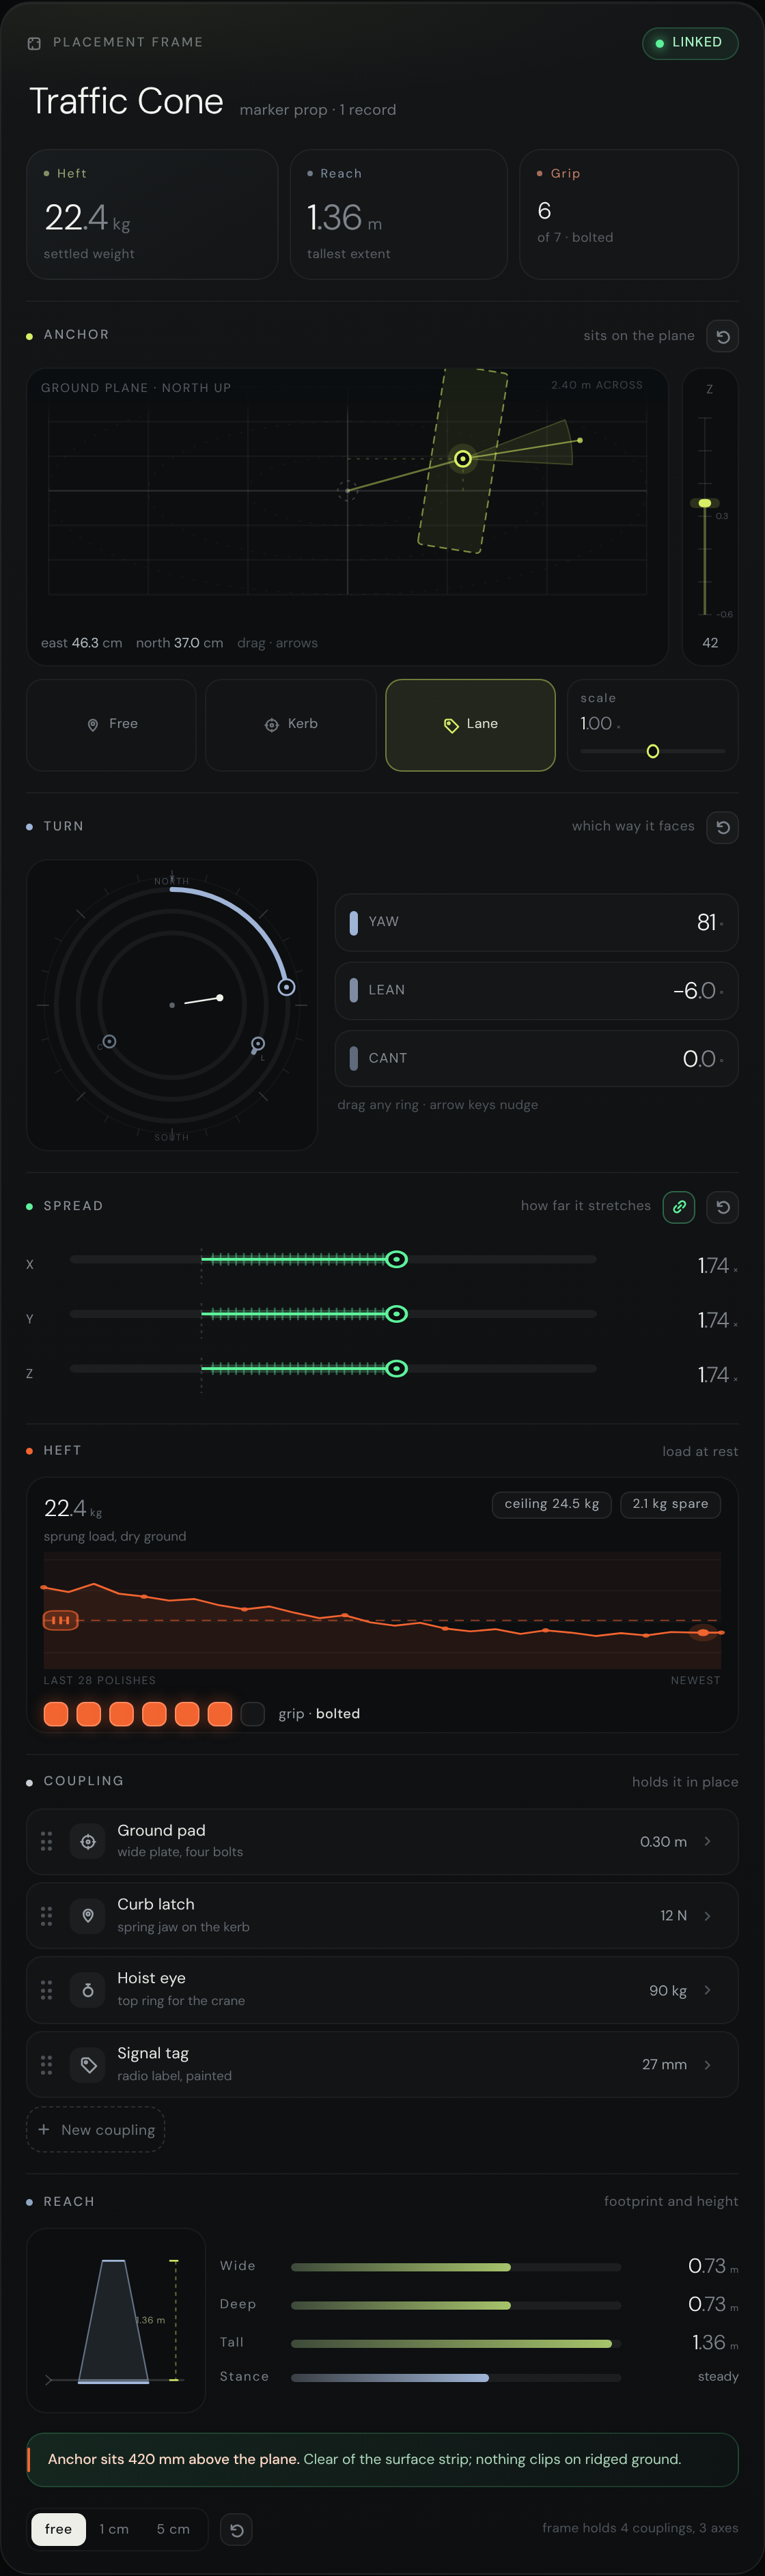 PLACEMENT FRAME
LINKED
Traffic Cone
marker prop · 1 record
Heft
22.4 kg
settled weight
Reach
1.36 m
tallest extent
Grip
6
of 7 · bolted
ANCHOR
sits on the plane
GROUND PLANE · NORTH UP
2.40 m ACROSS
Z
0.3
−0.6
42
east 46.3 cm north 37.0 cm drag · arrows
Free
Kerb
Lane
scale
1.00 ×
TURN
which way it faces
NORTH
C
L
SOUTH
YAW
81 °
LEAN
−6.0 °
CANT
0.0 °
drag any ring · arrow keys nudge
SPREAD
how far it stretches
X
1.74 ×
Y
1.74 ×
Z
1.74 ×
HEFT
load at rest
22.4 kg
ceiling 24.5 kg
2.1 kg spare
sprung load, dry ground
LAST 28 POLISHES
NEWEST
grip · bolted
COUPLING
holds it in place
Ground pad
wide plate, four bolts
0.30 m
Curb latch
spring jaw on the kerb
12 N
Hoist eye
top ring for the crane
90 kg
Signal tag
radio label, painted
27 mm
New coupling
REACH
footprint and height
1.36 m
Wide
0.73 m
Deep
0.73 m
Tall
1.36 m
Stance
steady
Anchor sits 420 mm above the plane. Clear of the surface strip; nothing clips on ridged ground.
free
1 cm
5 cm
frame holds 4 couplings, 3 axes